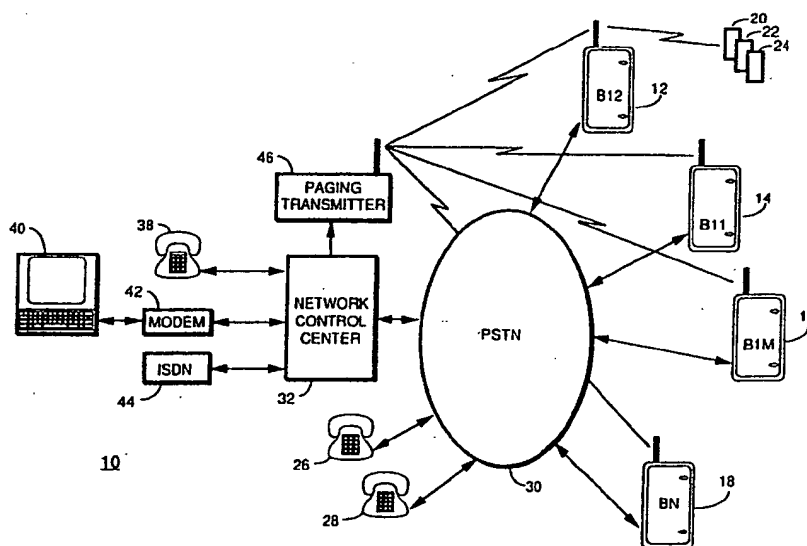 20
22
24
B12
12
46
PAGING
TRANSMITTER
38
B11
14
40
42
MODEM
NETWORK
CONTROL
CENTER
PSTN
B1M
1
ISDN
44
32
26
10
28
30
BN
18